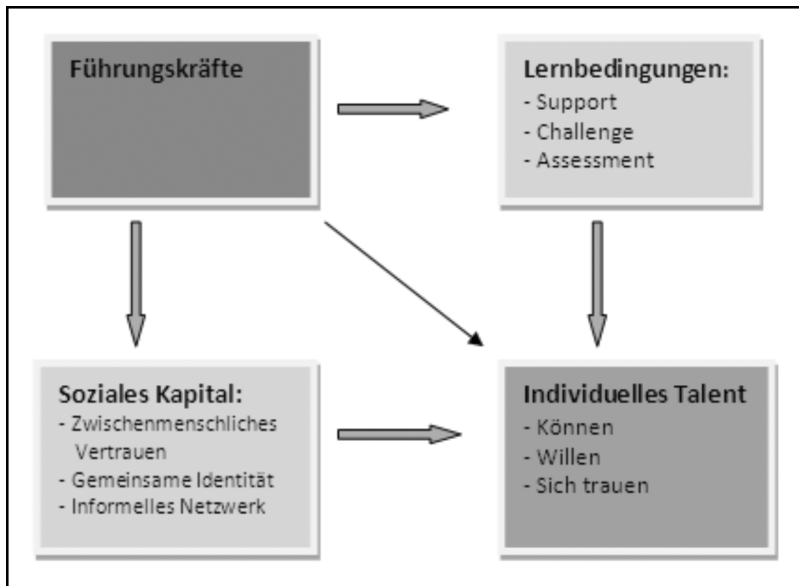 Führungskräfte
Lernbedingungen:
- Support
- Challenge
- Assessment
Soziales Kapital:
- Zwischenmenschliches
Vertrauen
- Gemeinsame Identität
- Informelles Netzwerk
Individuelles Talent
- Können
- Willen
- Sich trauen